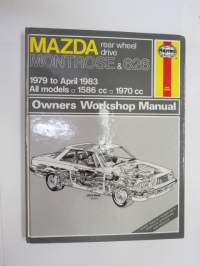 MAZDA rear wheel drive
Haynes
MONTROSE & 626
1979 to April 1983
All models □ 1586 cc □ 1970 cc
Owners Workshop Manual